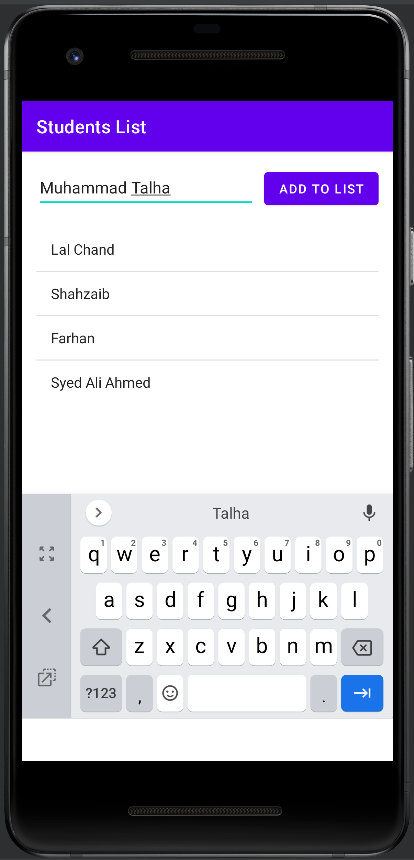 Students List
Muhammad Talha ADD TO LIST
Lal Chand
Shahzaib
Farhan
Syed Ali Ahmed
Talha
1 2 3 4 5 6 7 8 9 0
q w e r t y u i o p
a s d f g h j k l
z x c v b n m
?123 , .